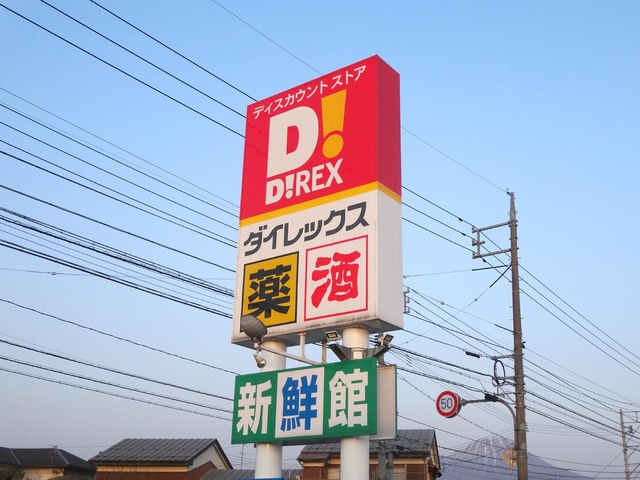 ディスカウント ストア
D!
D!REX
ダイレックス
薬 酒
新鮮館
50